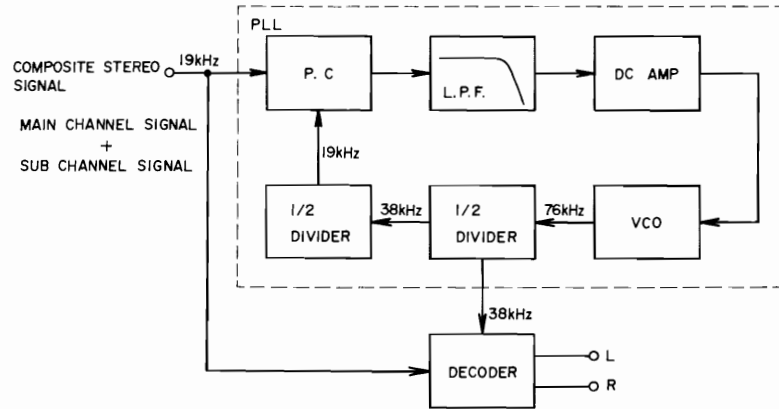 PLL
19kHz
COMPOSITE STEREO
SIGNAL
P. C
L.P.F.
DC AMP
MAIN CHANNEL SIGNAL
+
SUB CHANNEL SIGNAL
19kHz
1/2
DIVIDER
38kHz
1/2
DIVIDER
76kHz
VCO
38kHz
DECODER
L
R